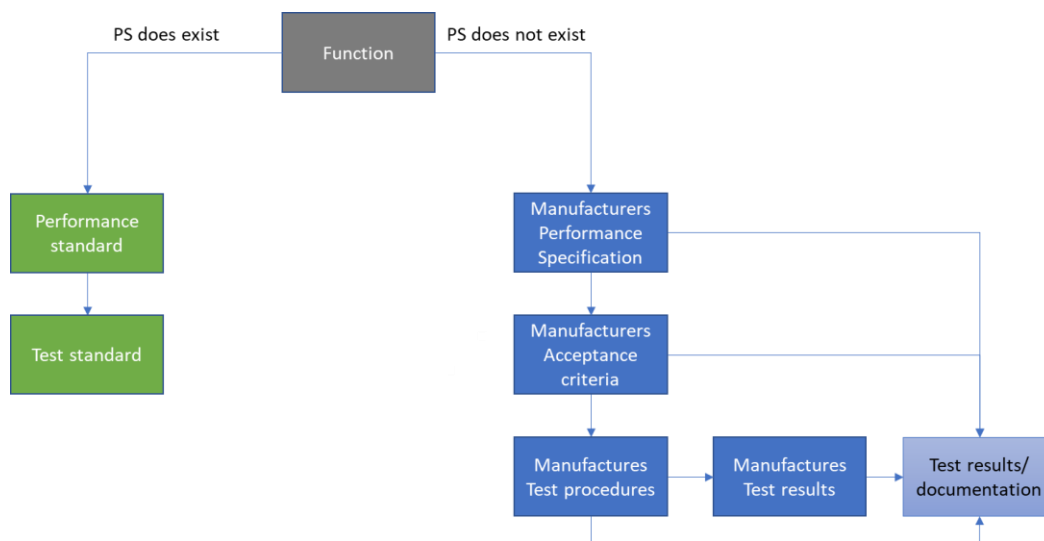 PS does exist
Function
PS does not exist
Performance
standard
Manufacturers
Performance
Specification
Test standard
Manufacturers
Acceptance
criteria
Manufactures
Test procedures
Manufactures
Test results
Test results/
documentation